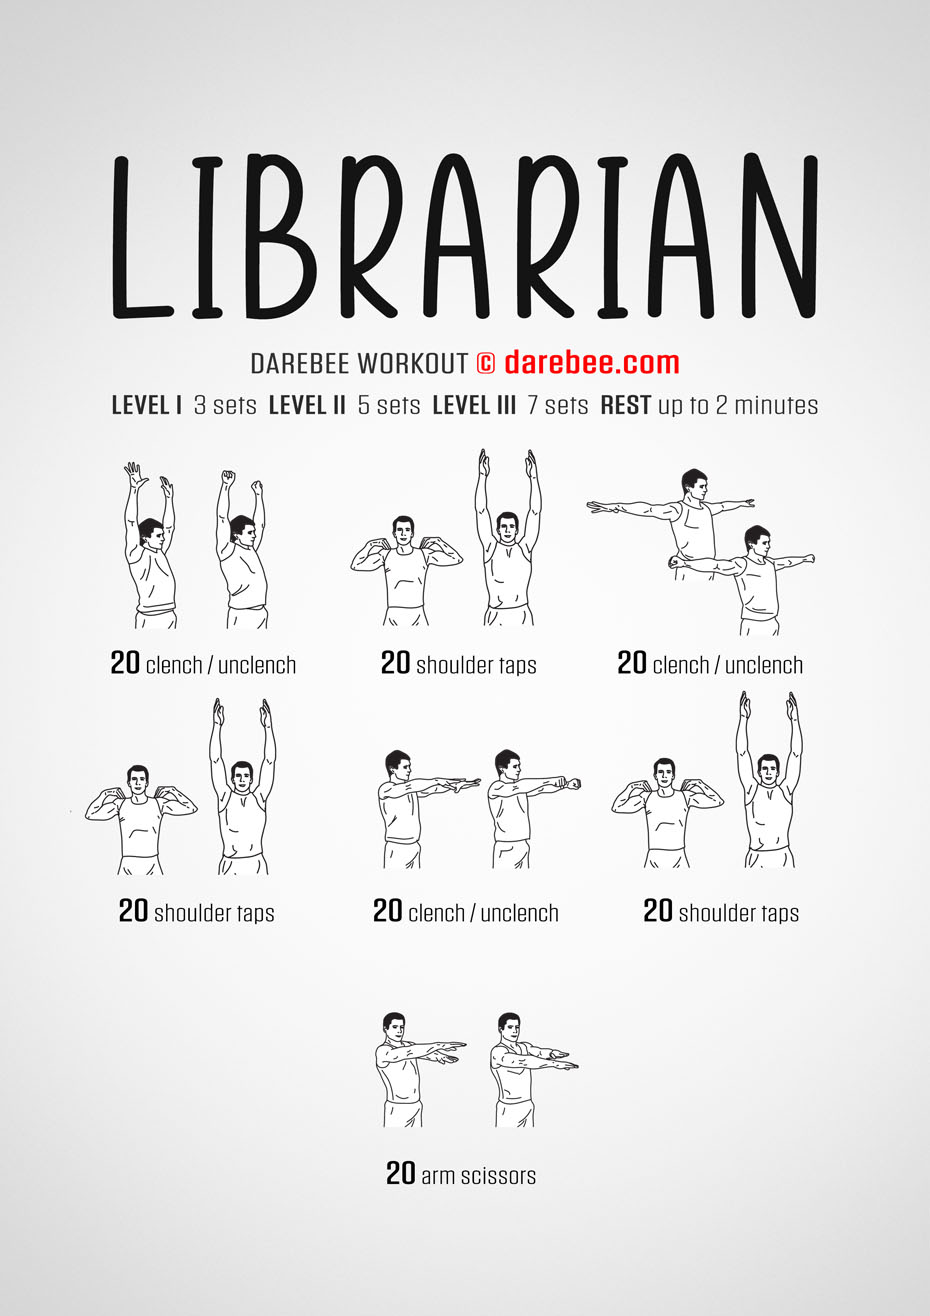 LIBRARIAN
DAREBEE WORKOUT © darebee.com
LEVEL I 3 sets LEVEL II 5 sets LEVEL III 7 sets REST up to 2 minutes
20 clench / unclench
20 shoulder taps
20 clench / unclench
20 shoulder taps
20 clench / unclench
20 shoulder taps
20 arm scissors